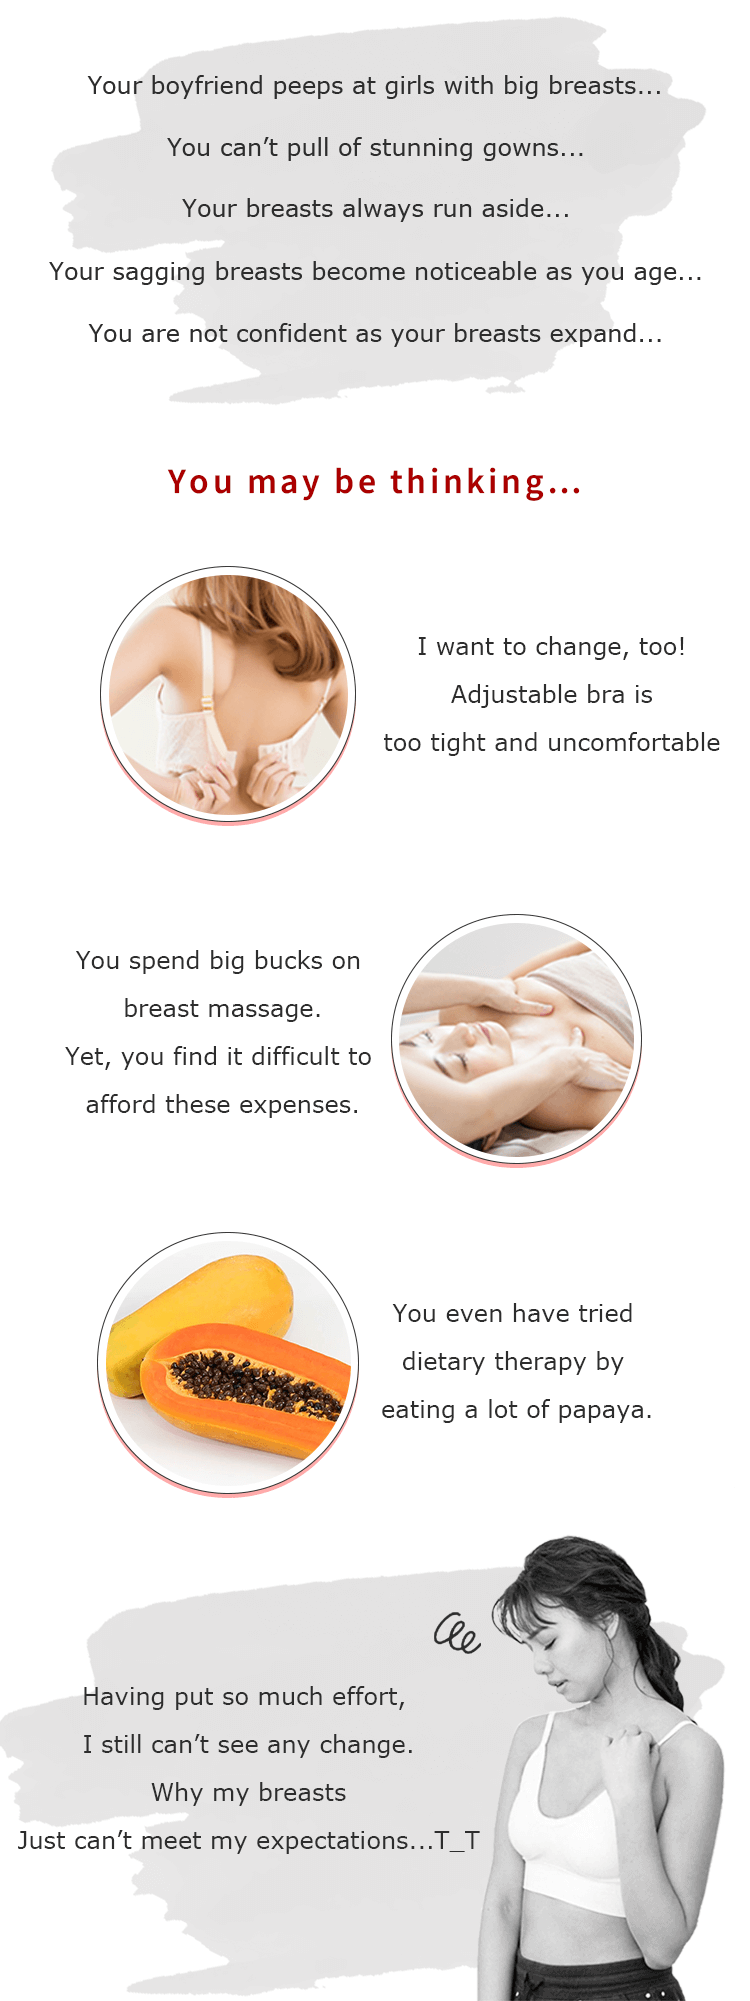 Your boyfriend peeps at girls with big breasts...
You can’t pull of stunning gowns...
Your breasts always run aside...
Your sagging breasts become noticeable as you age...
You are not confident as your breasts expand...
You may be thinking...
I want to change, too!
Adjustable bra is
too tight and uncomfortable
You spend big bucks on
breast massage.
Yet, you find it difficult to
afford these expenses.
You even have tried
dietary therapy by
eating a lot of papaya.
Having put so much effort,
I still can’t see any change.
Why my breasts
Just can’t meet my expectations...T_T